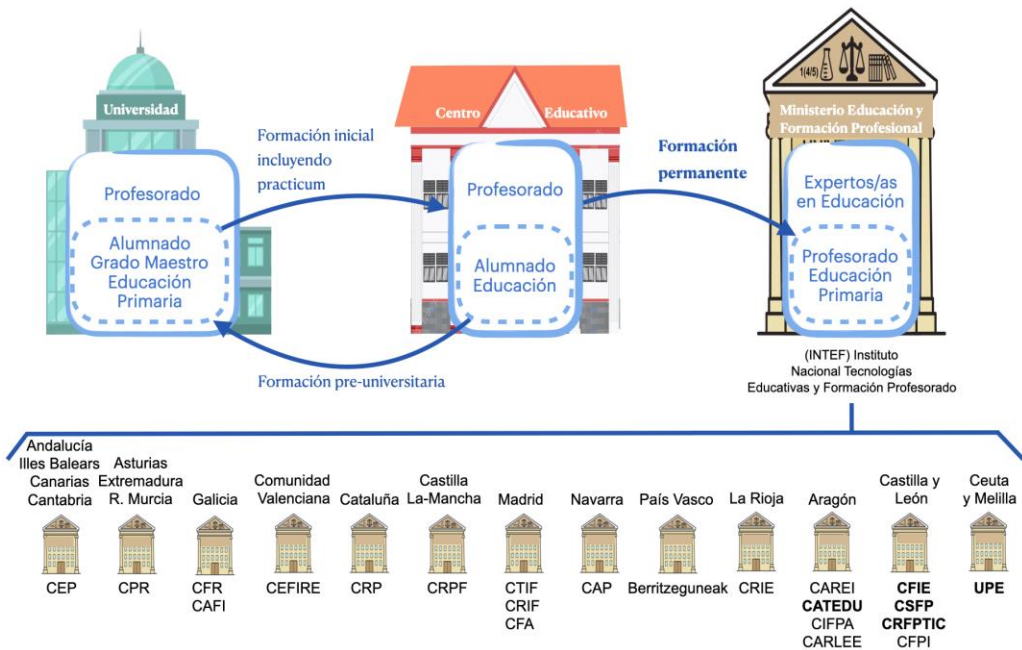 1(4/5)
Universidad
Centro Educativo
Ministerio Educación y
Formación Profesional
Formación inicial
incluyendo
practicum
Formación
permanente
Profesorado
Alumnado
Grado Maestro
Educación
Primaria
Profesorado
Alumnado
Educación
Expertos/as
en Educación
Profesorado
Educación
Primaria
Formación pre-universitaria
(INTEF) Instituto
Nacional Tecnologías
Educativas y Formación Profesorado
Andalucía
Illes Balears
Canarias
Cantabria
CEP
Asturias
Extremadura
R. Murcia
CPR
Galicia
CFR
CAFI
Comunidad
Valenciana
CEFIRE
Cataluña
CRP
Castilla
La-Mancha
CRPF
Madrid
CTIF
CRIF
CFA
Navarra
CAP
País Vasco
Berritzeguneak
La Rioja
CRIE
Aragón
CAREI
CATEDU
CIFPA
CARLEE
Castilla y
León
CFIE
CSFP
CRFPTIC
CFPI
Ceuta
y Melilla
UPE